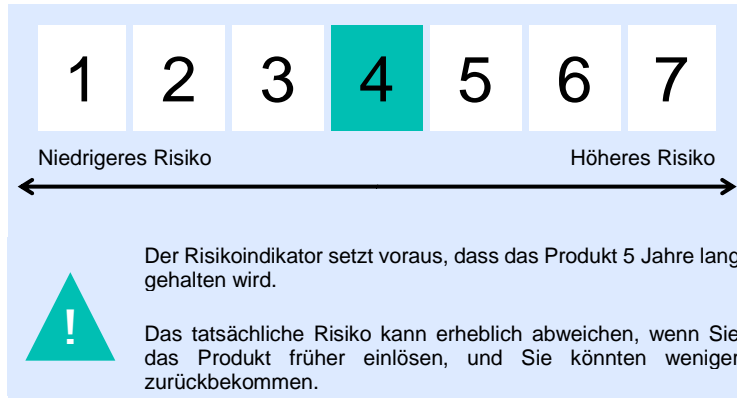 1 2 3 4 5 6 7
Niedrigeres Risiko Höheres Risiko
Der Risikoindikator setzt voraus, dass das Produkt 5 Jahre lang
gehalten wird.
!
Das tatsächliche Risiko kann erheblich abweichen, wenn Sie
das Produkt früher einlösen, und Sie könnten weniger
zurückbekommen.